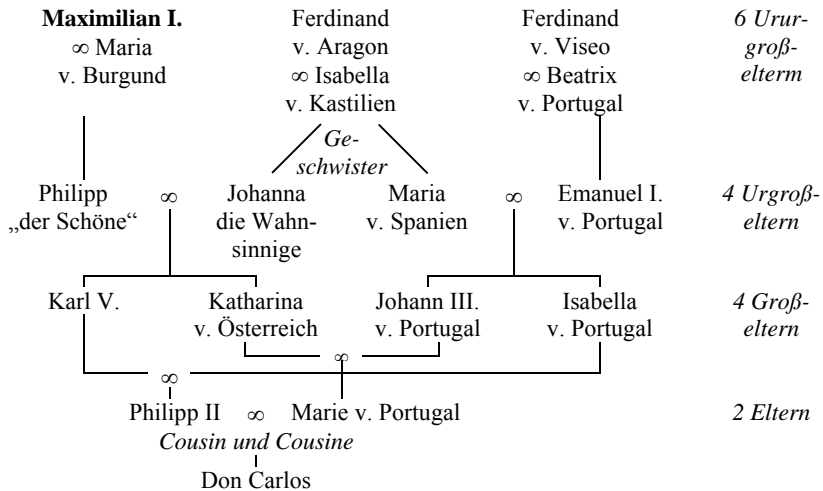 Maximilian I. Ferdinand Ferdinand 6 Urur-
∞ Maria v. Aragon v. Viseo groß-
v. Burgund ∞ Isabella ∞ Beatrix elterm
v. Kastilien v. Portugal
Ge-
schwister
Philipp ∞ Johanna Maria ∞ Emanuel I. 4 Urgroß-
„der Schöne“ die Wahn- v. Spanien v. Portugal eltern
sinnige
Karl V. Katharina Johann III. Isabella 4 Groß-
v. Österreich v. Portugal v. Portugal eltern
∞
∞
Philipp II ∞ Marie v. Portugal 2 Eltern
Cousin und Cousine
Don Carlos